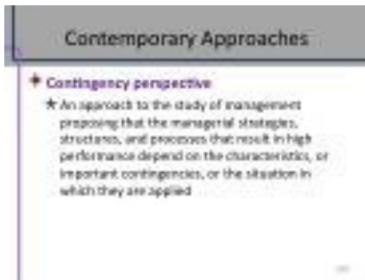 Contemporary Approaches
Contingency perspective
An approach to the study of management
proposing that the managerial strategies,
structures, and processes that result in high
performance depend on the characteristics, or
important contingencies, or the situation in
which they are applied